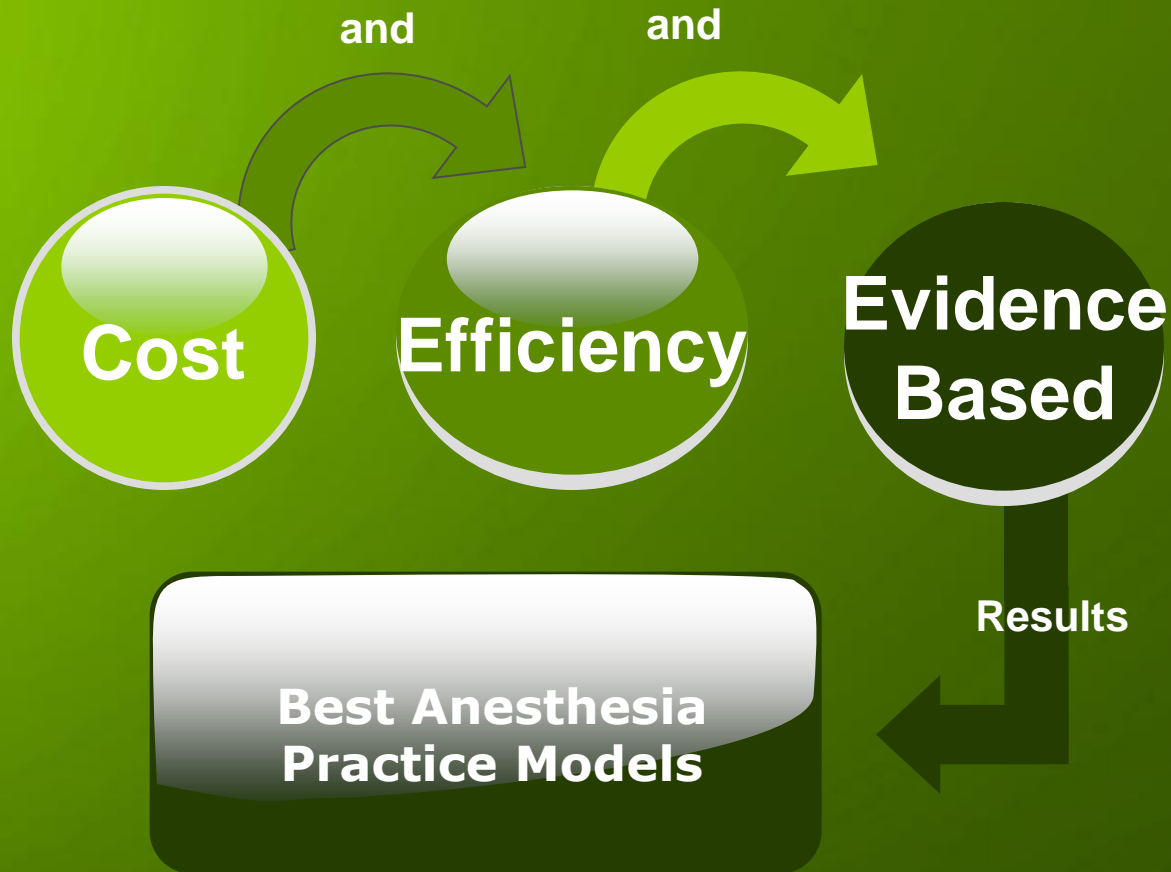 and
and
Cost
Efficiency
Evidence
Based
Results
Best Anesthesia
Practice Models